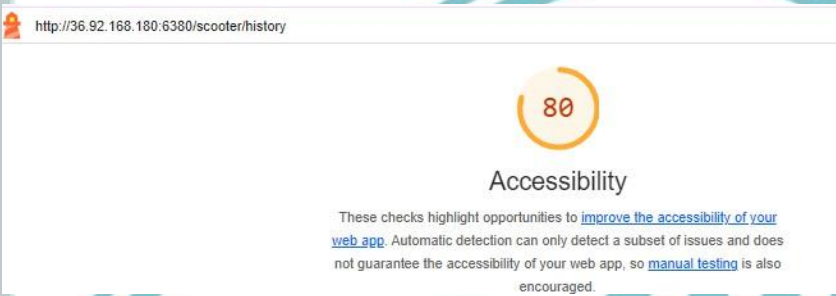 http://36.92.168.180:6380/scooter/history
80
Accessibility
These checks highlight opportunities to improve the accessibility of your
web app. Automatic detection can only detect a subset of issues and does
not guarantee the accessibility of your web app, so manual testing is also
encouraged.